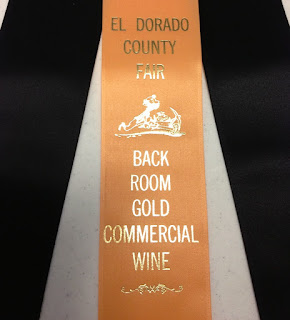 EL DORADO
COUNTY
FAIR
BACK
ROOM
GOLD
COMMERCIAL
WINE